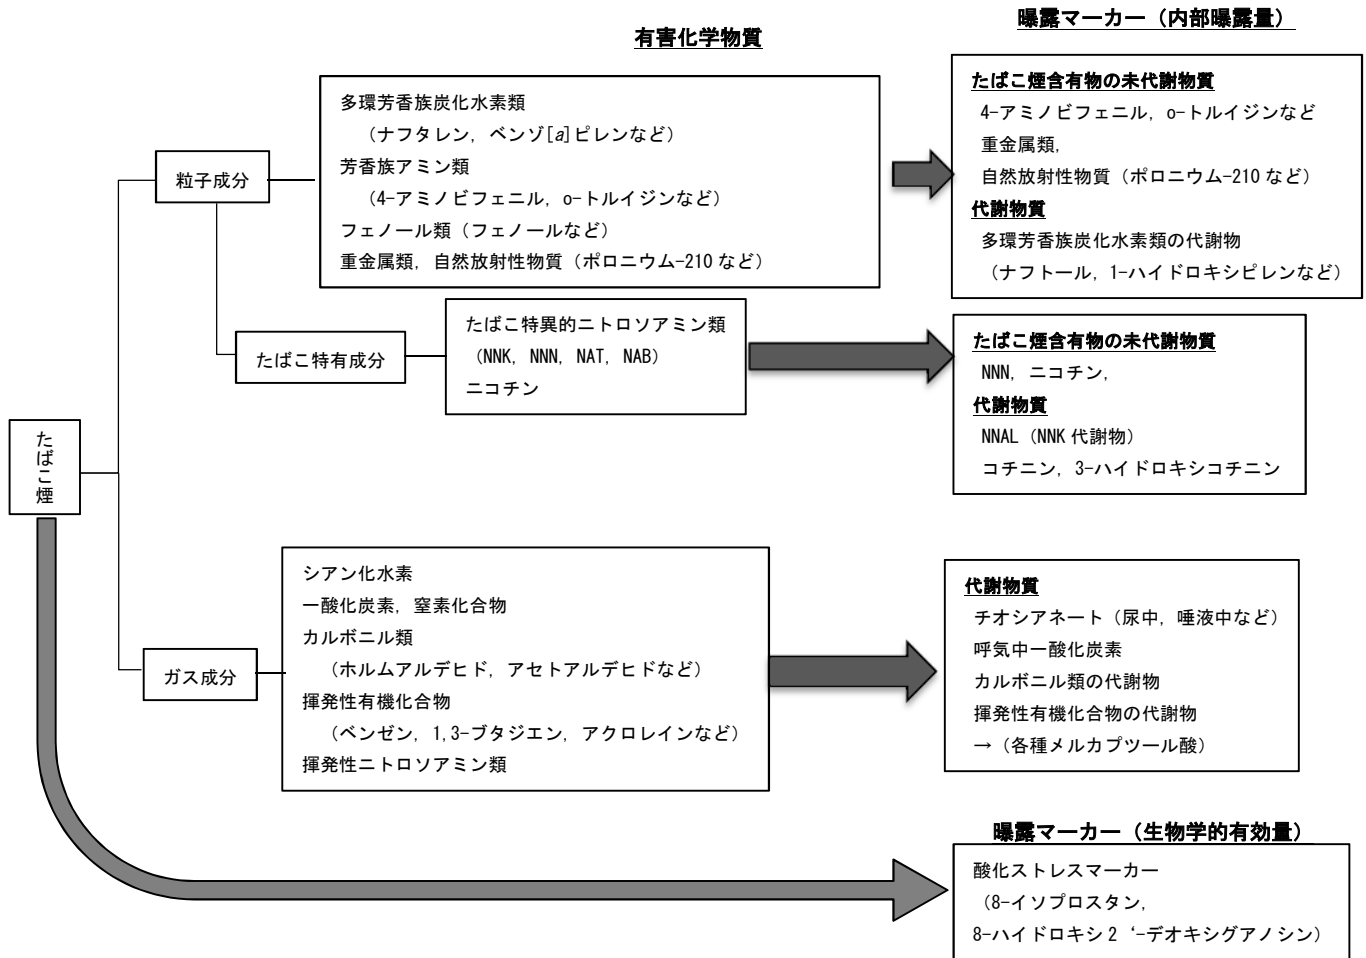 有害化学物質
曝露マーカー（内部曝露量）
たばこ煙
粒子成分
多環芳香族炭化水素類
（ナフタレン，ベンゾ[a]ピレンなど）
芳香族アミン類
（4-アミノビフェニル，o-トルイジンなど）
フェノール類（フェノールなど）
重金属類，自然放射性物質（ポロニウム-210 など）
たばこ煙含有物の未代謝物質
4-アミノビフェニル，o-トルイジンなど
重金属類，
自然放射性物質（ポロニウム-210 など）
代謝物質
多環芳香族炭化水素類の代謝物
（ナフトール，1-ハイドロキシピレンなど）
たばこ特有成分
たばこ特異的ニトロソアミン類
（NNK，NNN，NAT，NAB）
ニコチン
たばこ煙含有物の未代謝物質
NNN，ニコチン，
代謝物質
NNAL（NNK 代謝物）
コチニン，3-ハイドロキシコチニン
ガス成分
シアン化水素
一酸化炭素，窒素化合物
カルボニル類
（ホルムアルデヒド，アセトアルデヒドなど）
揮発性有機化合物
（ベンゼン，1,3-ブタジエン，アクロレインなど）
揮発性ニトロソアミン類
代謝物質
チオシアネート（尿中，唾液中など）
呼気中一酸化炭素
カルボニル類の代謝物
揮発性有機化合物の代謝物
→（各種メルカプツール酸）
曝露マーカー（生物学的有効量）
酸化ストレスマーカー
（8-イソプロスタン，
8-ハイドロキシ 2 ‘-デオキシグアノシン）